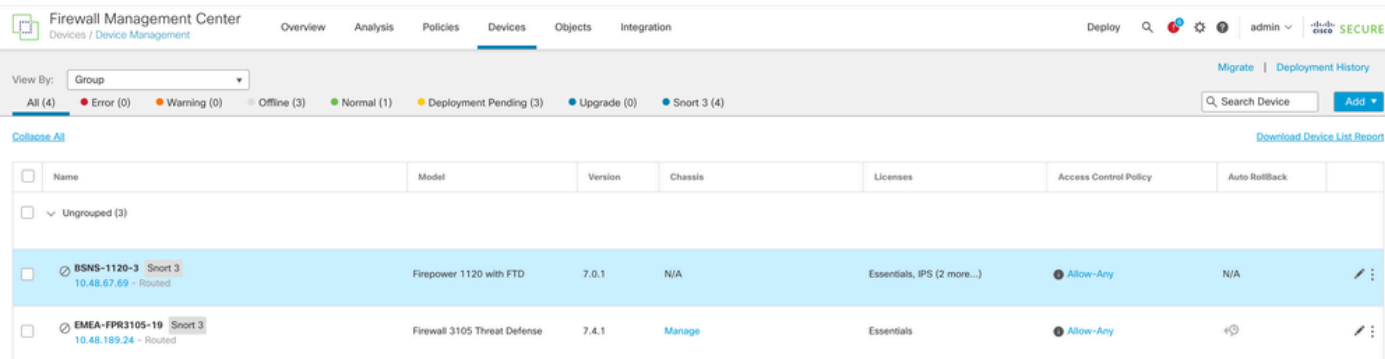 Firewall Management Center
Devices / Device Management
Overview Analysis Policies Devices Objects Integration
Deploy 6 admin cisco SECURE
Migrate | Deployment History
View By: Group
All (4) Error (0) Warning (0) Offline (3) Normal (1) Deployment Pending (3) Upgrade (0) Snort 3 (4)
Search Device Add
Collapse All
Download Device List Report
Name Model Version Chassis Licenses Access Control Policy Auto RollBack
Ungrouped (3)
BSNS-1120-3 Snort 3
10.48.67.69 - Routed
Firepower 1120 with FTD 7.0.1 N/A Essentials, IPS (2 more...) Allow-Any N/A
EMEA-FPR3105-19 Snort 3
10.48.189.24 - Routed
Firewall 3105 Threat Defense 7.4.1 Manage Essentials Allow-Any